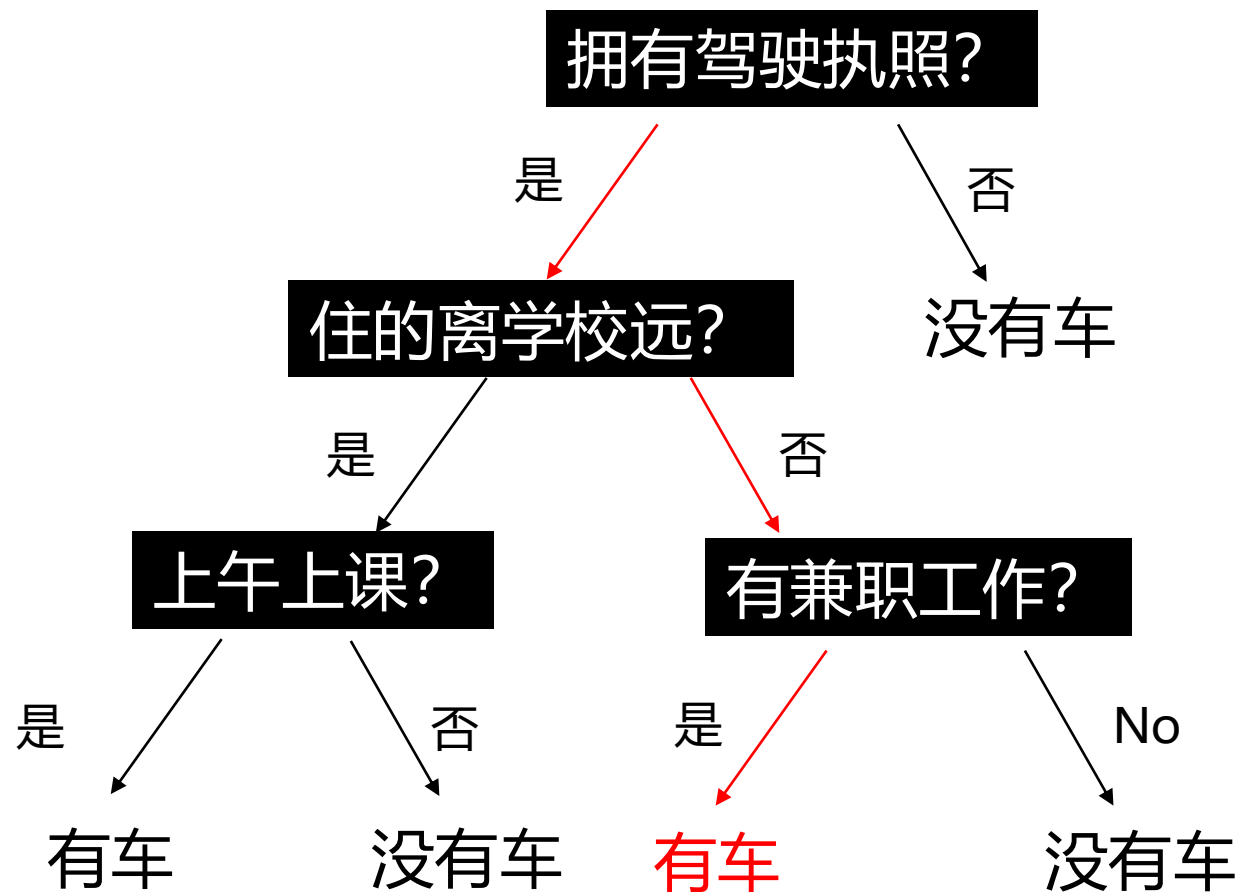 拥有驾驶执照?
是
否
住的离学校远?
没有车
是
否
上午上课?
有兼职工作?
是
否
是
No
有车
没有车
有车
没有车